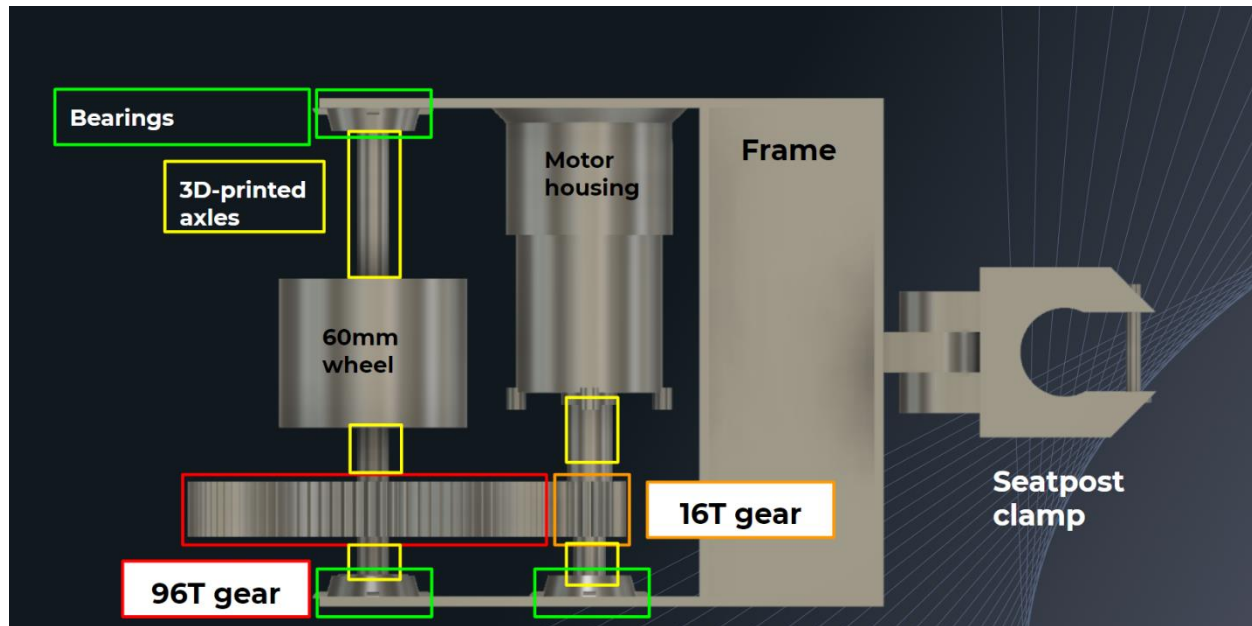 Bearings
3D-printed
axles
Motor
housing
Frame
60mm
wheel
16T gear
Seatpost
clamp
96T gear